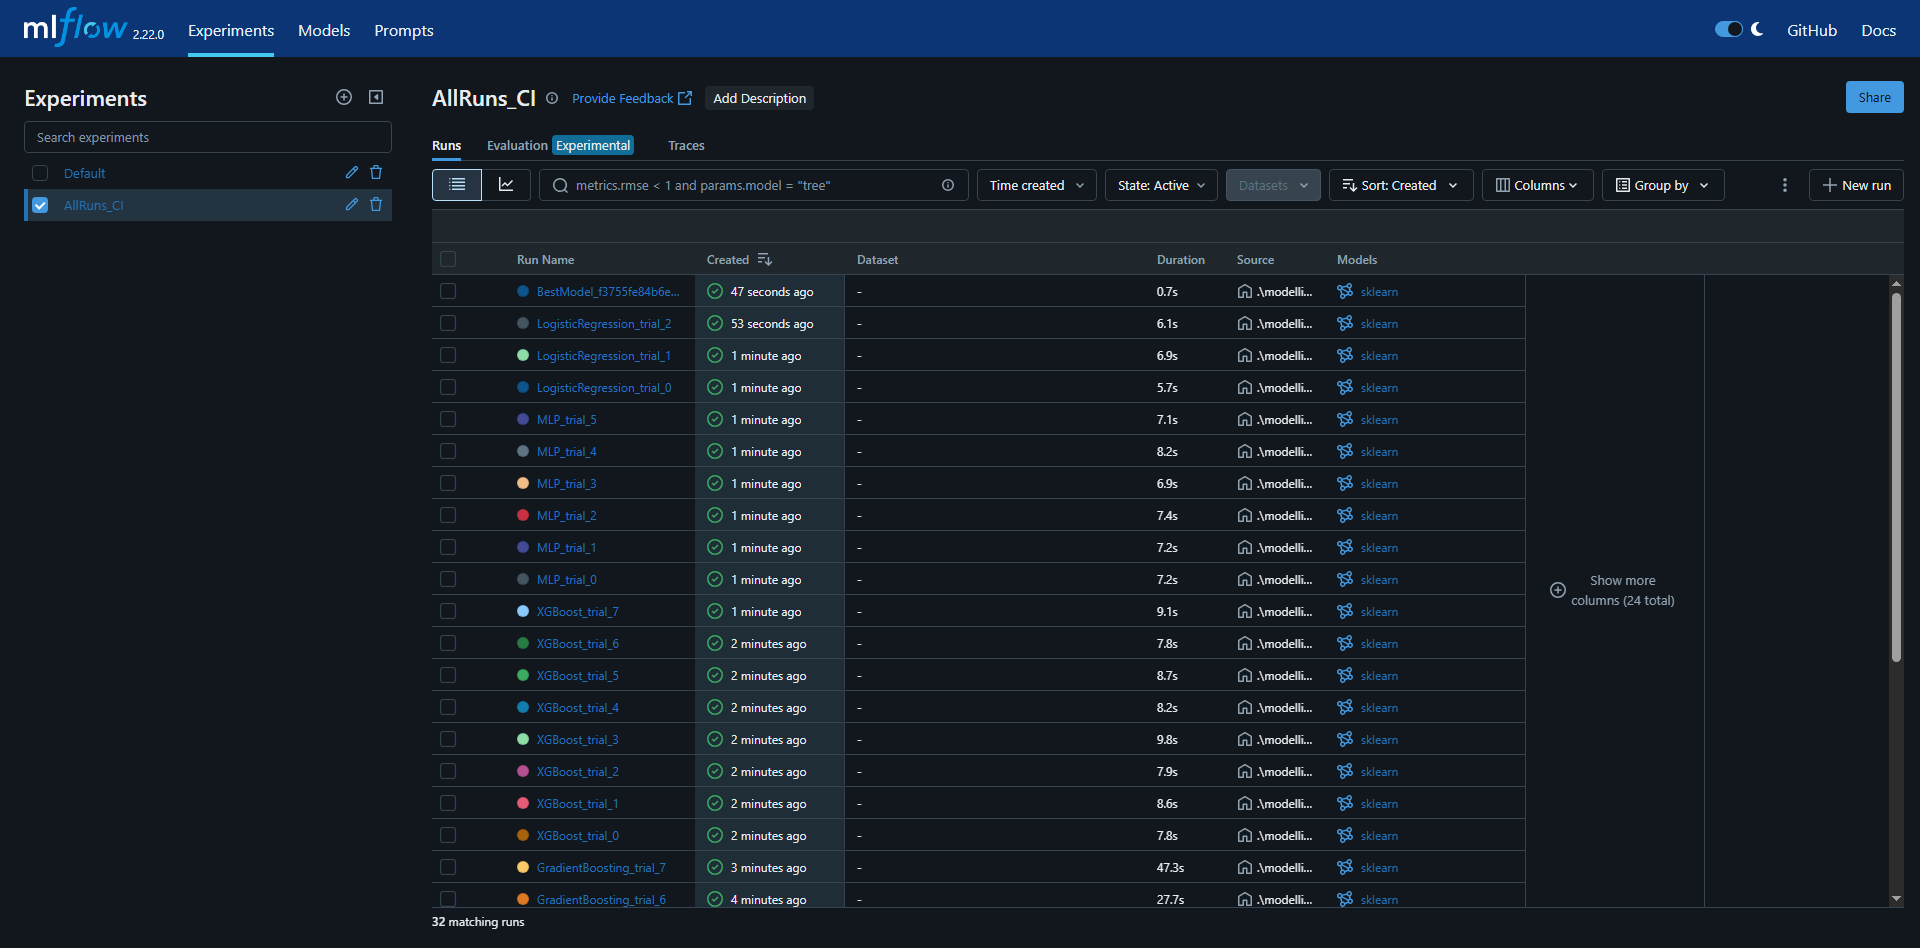 mlflow 2.22.0 Experiments Models Prompts GitHub Docs
Experiments
Search experiments
Default
AllRuns_CI
AllRuns_CI Provide Feedback Add Description Share
Runs Evaluation Experimental Traces
metrics.rmse < 1 and params.model = "tree" Time created State: Active Datasets Sort: Created Columns Group by New run
Run Name Created Dataset Duration Source Models
BestModel_f3755fe84b6e... 47 seconds ago - 0.7s .\modelli... sklearn
LogisticRegression_trial_2 53 seconds ago - 6.1s .\modelli... sklearn
LogisticRegression_trial_1 1 minute ago - 6.9s .\modelli... sklearn
LogisticRegression_trial_0 1 minute ago - 5.7s .\modelli... sklearn
MLP_trial_5 1 minute ago - 7.1s .\modelli... sklearn
MLP_trial_4 1 minute ago - 8.2s .\modelli... sklearn
MLP_trial_3 1 minute ago - 6.9s .\modelli... sklearn
MLP_trial_2 1 minute ago - 7.4s .\modelli... sklearn
MLP_trial_1 1 minute ago - 7.2s .\modelli... sklearn
MLP_trial_0 1 minute ago - 7.2s .\modelli... sklearn
XGBoost_trial_7 1 minute ago - 9.1s .\modelli... sklearn
XGBoost_trial_6 2 minutes ago - 7.8s .\modelli... sklearn
XGBoost_trial_5 2 minutes ago - 8.7s .\modelli... sklearn
XGBoost_trial_4 2 minutes ago - 8.2s .\modelli... sklearn
XGBoost_trial_3 2 minutes ago - 9.8s .\modelli... sklearn
XGBoost_trial_2 2 minutes ago - 7.9s .\modelli... sklearn
XGBoost_trial_1 2 minutes ago - 8.6s .\modelli... sklearn
XGBoost_trial_0 2 minutes ago - 7.8s .\modelli... sklearn
GradientBoosting_trial_7 3 minutes ago - 47.3s .\modelli... sklearn
GradientBoosting_trial_6 4 minutes ago - 27.7s .\modelli... sklearn
Show more
columns (24 total)
32 matching runs